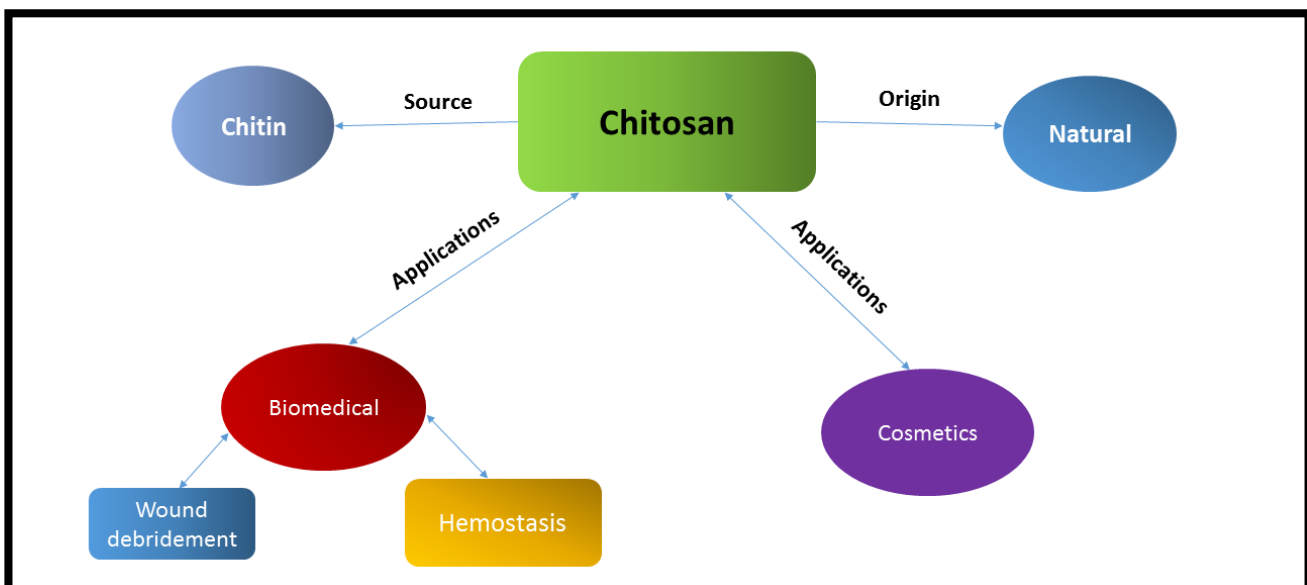 Chitosan
Source
Origin
Chitin
Natural
Applications
Applications
Biomedical
Cosmetics
Wound
debridement
Hemostasis